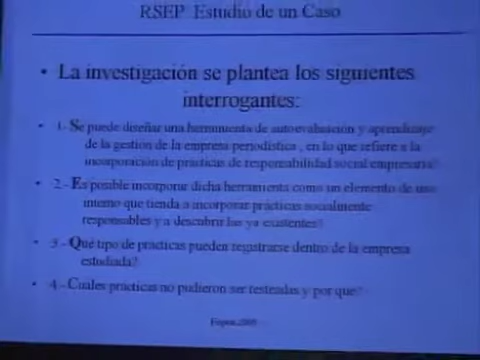 RSEP Estudio de un Caso
• La investigación se plantea los siguientes
interrogantes:
• 1- Se puede diseñar una herramienta de autoevaluación y aprendizaje
de la gestión de la empresa periodística, en lo que refiere a la
incorporación de prácticas de responsabilidad social empresaria?
• 2 - Es posible incorporar dicha herramienta como un elemento de uso
interno que tienda a incorporar prácticas socialmente
responsables y a descubrir las ya existentes?
• 3 - Qué tipo de practicas pueden registrarse dentro de la empresa
estudiada?
• 4 - Cuales practicas no pudieron ser testeadas y por que?